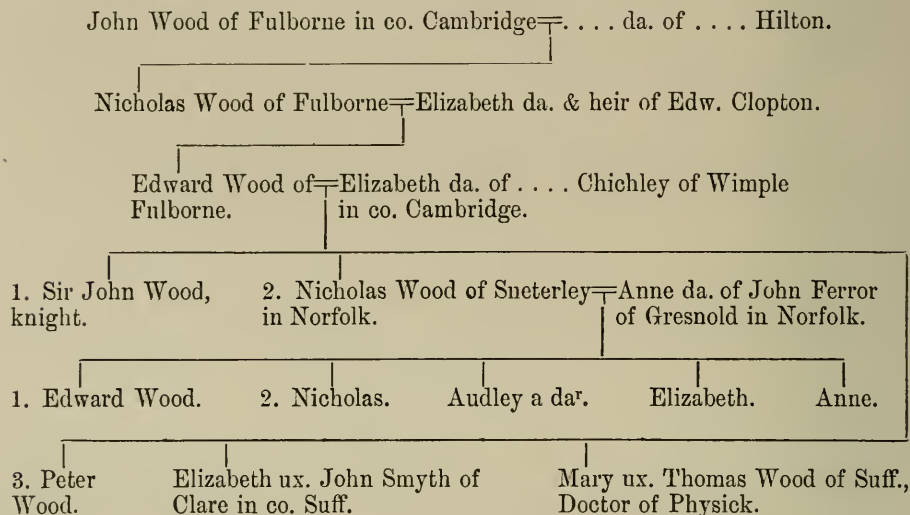 John Wood of Fulborne in co. Cambridge=. . . . da. of . . . . Hilton.
Nicholas Wood of Fulborne=Elizabeth da. & heir of Edw. Clopton.
Edward Wood of=Elizabeth da. of . . . . Chichley of Wimple
Fulborne. in co. Cambridge.
1. Sir John Wood, 2. Nicholas Wood of Sneterley=Anne da. of John Ferror
knight. in Norfolk. of Gresnold in Norfolk.
1. Edward Wood. 2. Nicholas. Audley a daʳ. Elizabeth. Anne.
3. Peter Elizabeth ux. John Smyth of Mary ux. Thomas Wood of Suff.,
Wood. Clare in co. Suff. Doctor of Physick.